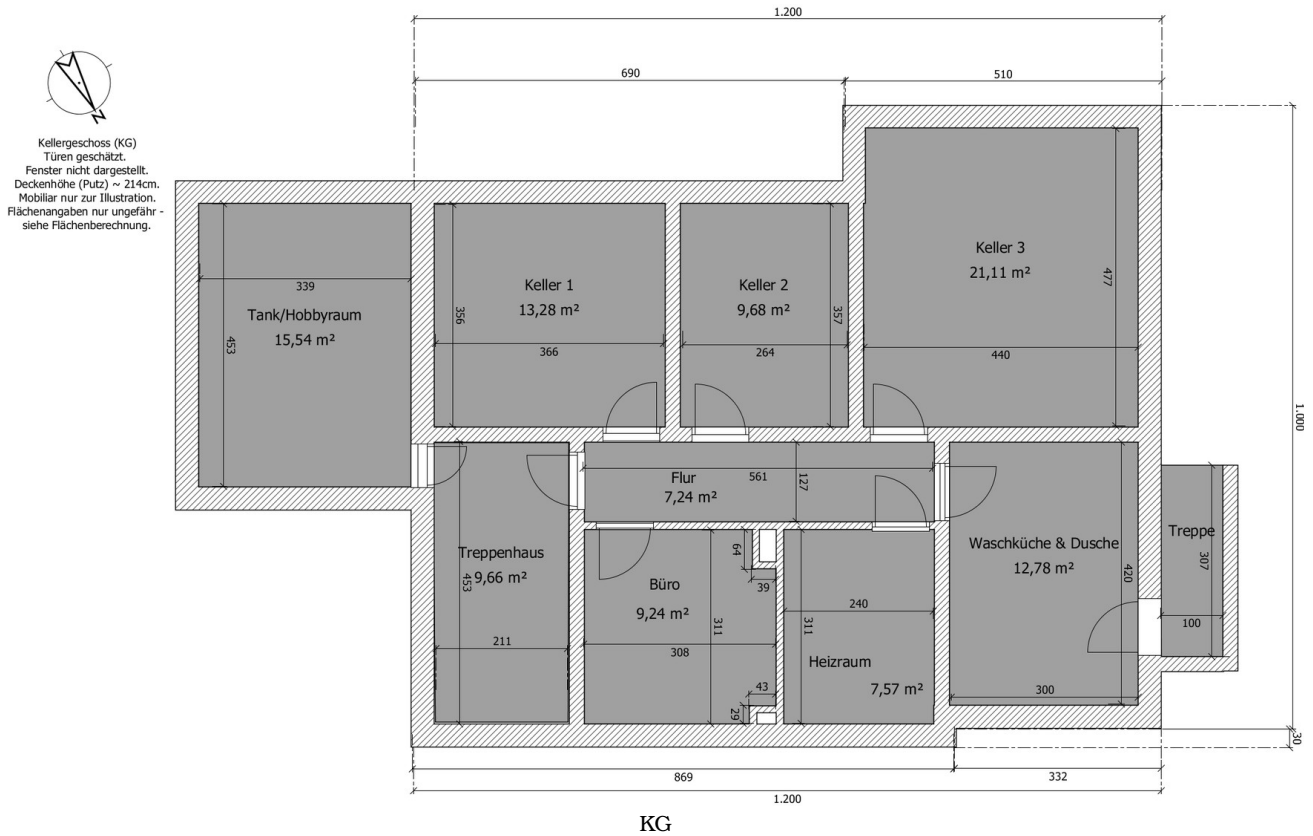 1.200
690
510
N
Kellergeschoss (KG)
Türen geschätzt.
Fenster nicht dargestellt.
Deckenhöhe (Putz) ~ 214cm.
Mobiliar nur zur Illustration.
Flächenangaben nur ungefähr -
siehe Flächenberechnung.
339
453
Tank/Hobbyraum
15,54 m²
Keller 1
13,28 m²
356
366
Keller 2
9,68 m²
357
264
Keller 3
21,11 m²
477
440
1.000
Flur
7,24 m²
561
127
Treppenhaus
9,66 m²
453
211
Büro
9,24 m²
64
39
311
308
43
29
240
311
Heizraum
7,57 m²
Waschküche & Dusche
12,78 m²
420
300
Treppe
307
100
30
869
332
1.200
KG